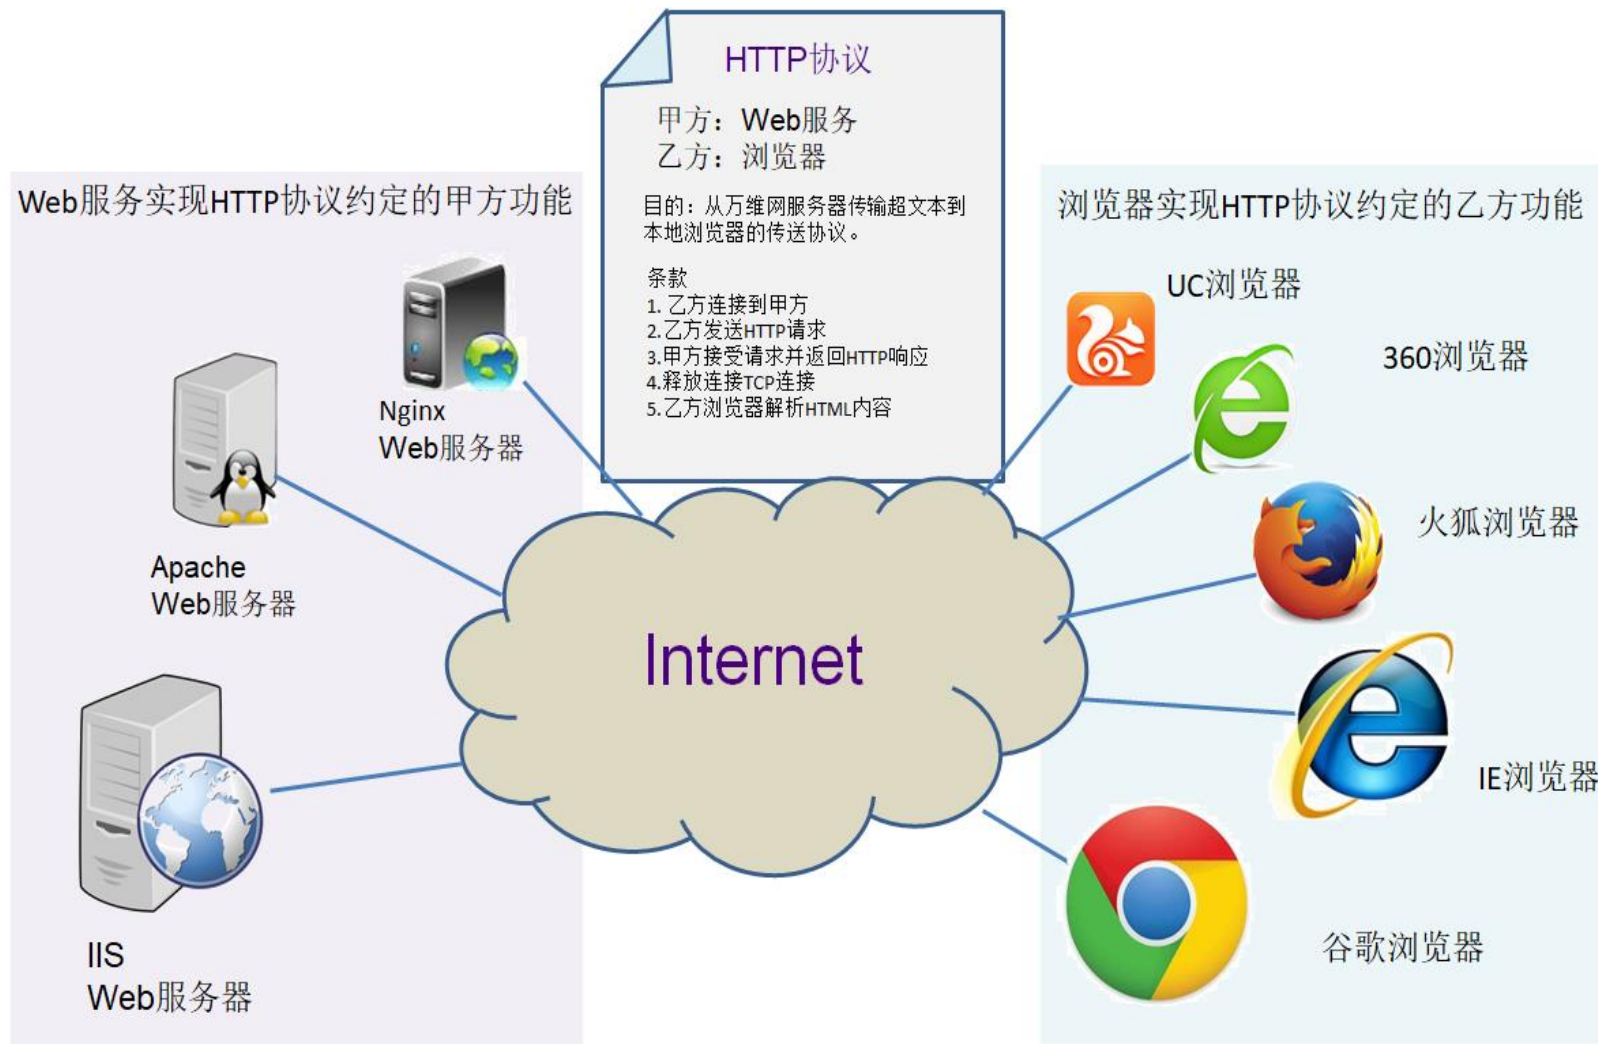 HTTP协议
甲方：Web服务
乙方：浏览器
目的：从万维网服务器传输超文本到
本地浏览器的传送协议。
条款
1. 乙方连接到甲方
2.乙方发送HTTP请求
3.甲方接受请求并返回HTTP响应
4.释放连接TCP连接
5.乙方浏览器解析HTML内容
Web服务实现HTTP协议约定的甲方功能
Nginx
Web服务器
Apache
Web服务器
IIS
Web服务器
Internet
浏览器实现HTTP协议约定的乙方功能
UC浏览器
360浏览器
火狐浏览器
IE浏览器
谷歌浏览器